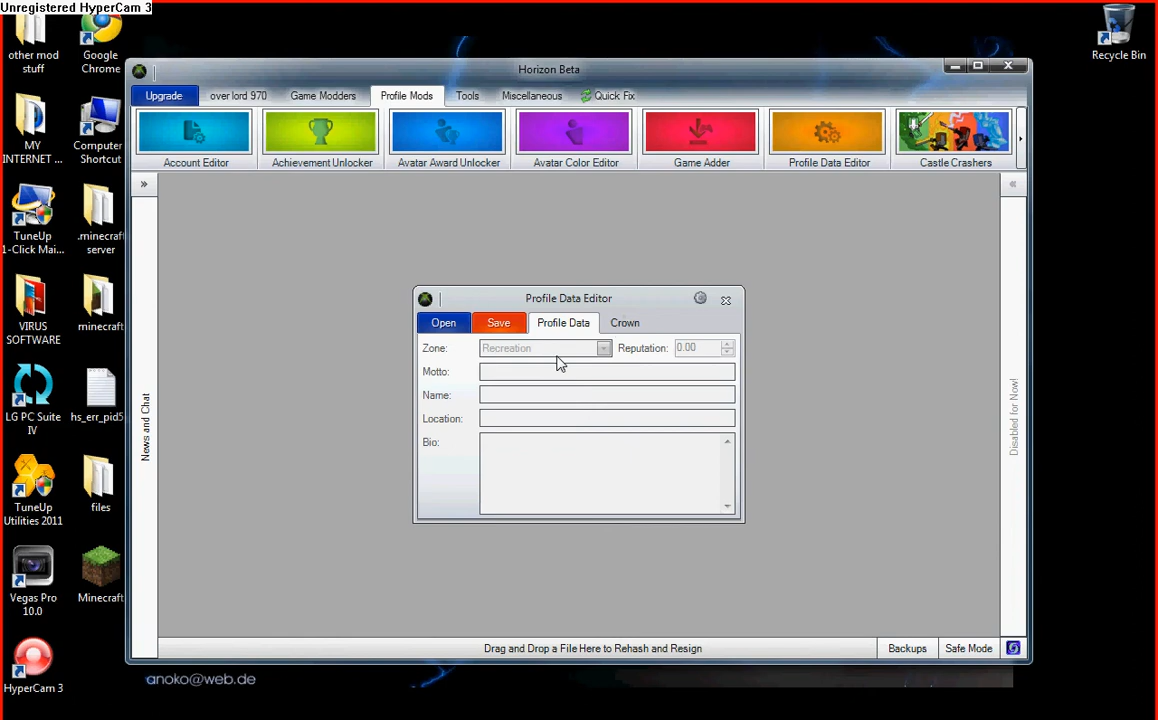 Unregistered HyperCam 3
other mod
stuff
Google
Chrome
Recycle Bin
MY
INTERNET ...
Computer
Shortcut
TuneUp
1-Click Mai...
.minecraft
server
VIRUS
SOFTWARE
minecraft
LG PC Suite
IV
hs_err_pid5
TuneUp
Utilities 2011
files
Vegas Pro
10.0
Minecraft
HyperCam 3
Horizon Beta
Upgrade
over lord 970
Game Modders
Profile Mods
Tools
Miscellaneous
Quick Fix
Account Editor
Achievement Unlocker
Avatar Award Unlocker
Avatar Color Editor
Game Adder
Profile Data Editor
Castle Crashers
»
«
News and Chat
Disabled for Now!
Profile Data Editor
Open
Save
Profile Data
Crown
Zone:
Recreation
Reputation:
0.00
Motto:
Name:
Location:
Bio:
Drag and Drop a File Here to Rehash and Resign
Backups
Safe Mode
anoko@web.de